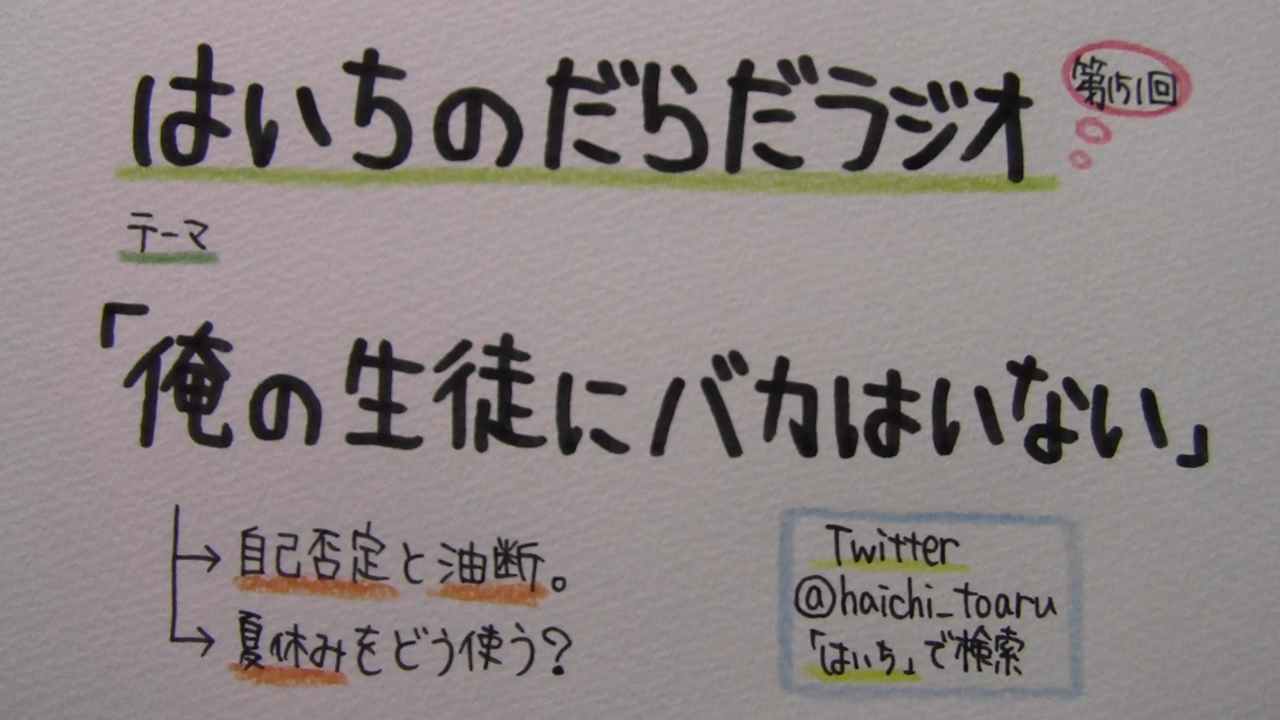 はいちのだらだラジオ
第151回
テーマ
「俺の生徒にバカはいない」
自己否定と油断。
夏休みをどう使う?
Twitter
@haichi_toaru
「はいち」で検索